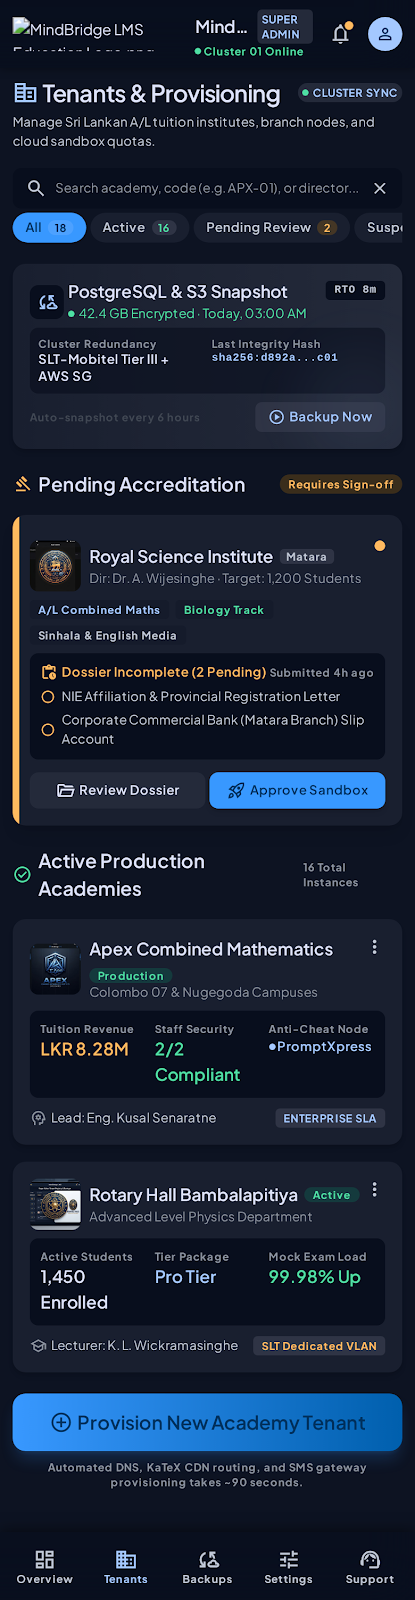 MindBridge LMS
Mind...
SUPER
ADMIN
Cluster 01 Online
Tenants & Provisioning
CLUSTER SYNC
Manage Sri Lankan A/L tuition institutes, branch nodes, and
cloud sandbox quotas.
Search academy, code (e.g. APX-01), or director...
All 18
Active 16
Pending Review 2
PostgreSQL & S3 Snapshot
RTO 8m
42.4 GB Encrypted · Today, 03:00 AM
Cluster Redundancy
Last Integrity Hash
SLT-Mobitel Tier III +
AWS SG
sha256:d892a...c01
Auto-snapshot every 6 hours
Backup Now
Pending Accreditation
Requires Sign-off
Royal Science Institute
Matara
Dir: Dr. A. Wijesinghe · Target: 1,200 Students
A/L Combined Maths
Biology Track
Sinhala & English Media
Dossier Incomplete (2 Pending)
Submitted 4h ago
NIE Affiliation & Provincial Registration Letter
Corporate Commercial Bank (Matara Branch) Slip
Account
Review Dossier
Approve Sandbox
Active Production
Academies
16 Total
Instances
Apex Combined Mathematics
Production
APEX
Colombo 07 & Nugegoda Campuses
Tuition Revenue
Staff Security
Anti-Cheat Node
LKR 8.28M
2/2
Compliant
PromptXpress
Lead: Eng. Kusal Senaratne
ENTERPRISE SLA
Rotary Hall Bambalapitiya
Active
Advanced Level Physics Department
Active Students
Tier Package
Mock Exam Load
1,450
Enrolled
Pro Tier
99.98% Up
Lecturer: K. L. Wickramasinghe
SLT Dedicated VLAN
Provision New Academy Tenant
Automated DNS, KaTeX CDN routing, and SMS gateway
provisioning takes ~90 seconds.
Overview
Tenants
Backups
Settings
Support